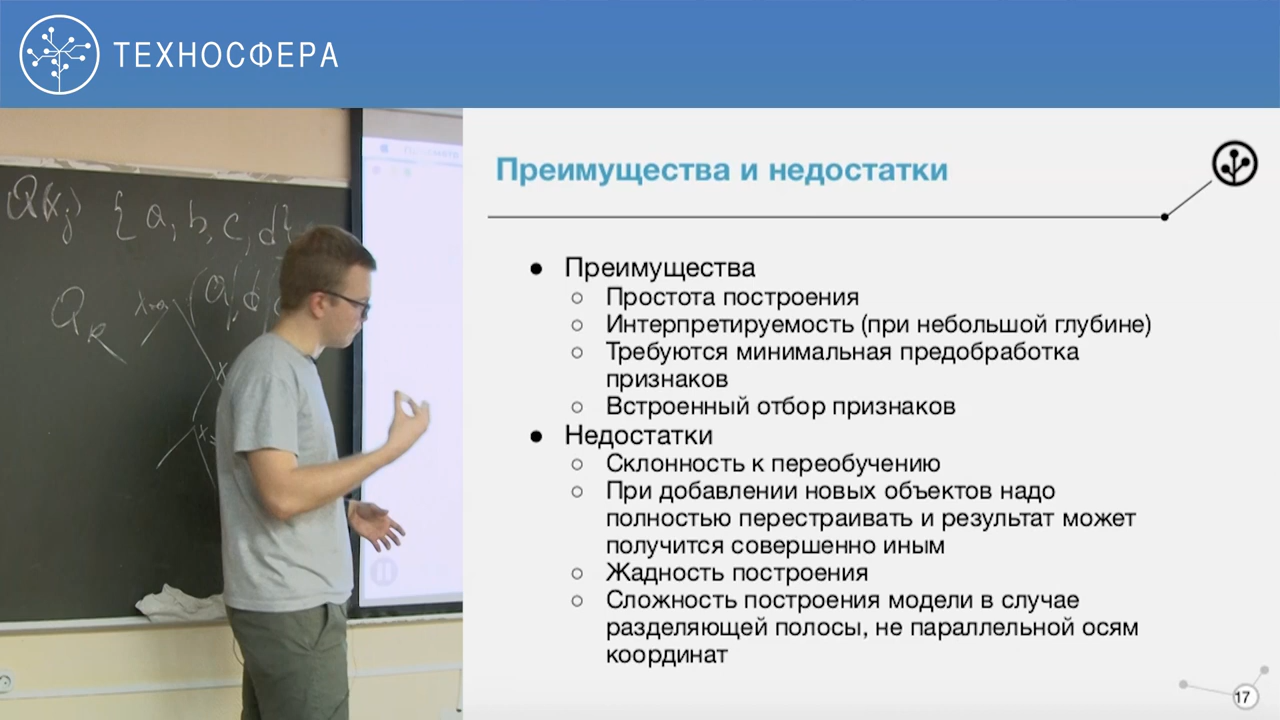 ТЕХНОСФЕРА
Преимущества и недостатки
● Преимущества
○ Простота построения
○ Интерпретируемость (при небольшой глубине)
○ Требуются минимальная предобработка
признаков
○ Встроенный отбор признаков
● Недостатки
○ Склонность к переобучению
○ При добавлении новых объектов надо
полностью перестраивать и результат может
получится совершенно иным
○ Жадность построения
○ Сложность построения модели в случае
разделяющей полосы, не параллельной осям
координат
17
{a, b, c, d}